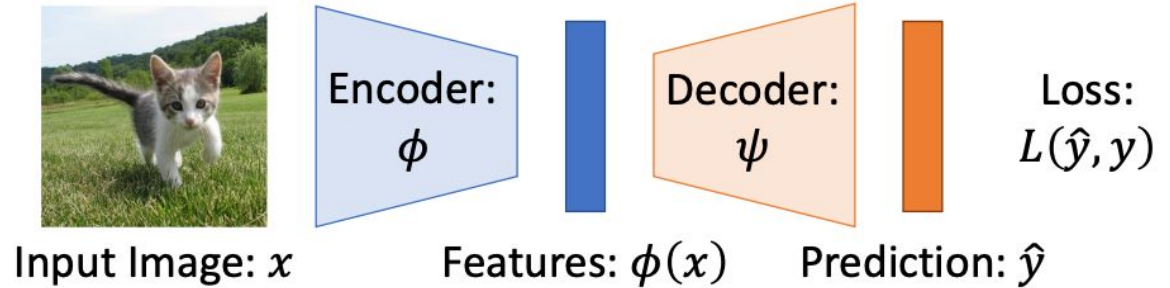 Encoder:
ϕ
Decoder:
ψ
Loss:
L(ŷ, y)
Input Image: x
Features: ϕ(x)
Prediction: ŷ